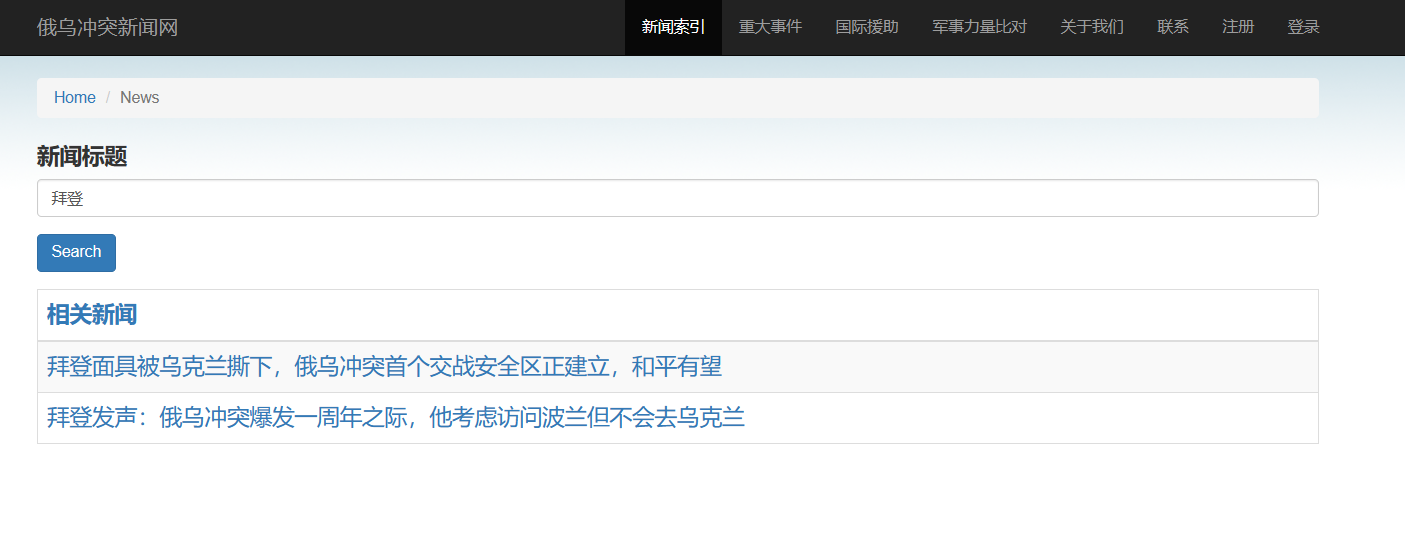 俄乌冲突新闻网 新闻索引 重大事件 国际援助 军事力量比对 关于我们 联系 注册 登录
Home / News
新闻标题
拜登
Search
相关新闻
拜登面具被乌克兰撕下，俄乌冲突首个交战安全区正建立，和平有望
拜登发声：俄乌冲突爆发一周年之际，他考虑访问波兰但不会去乌克兰